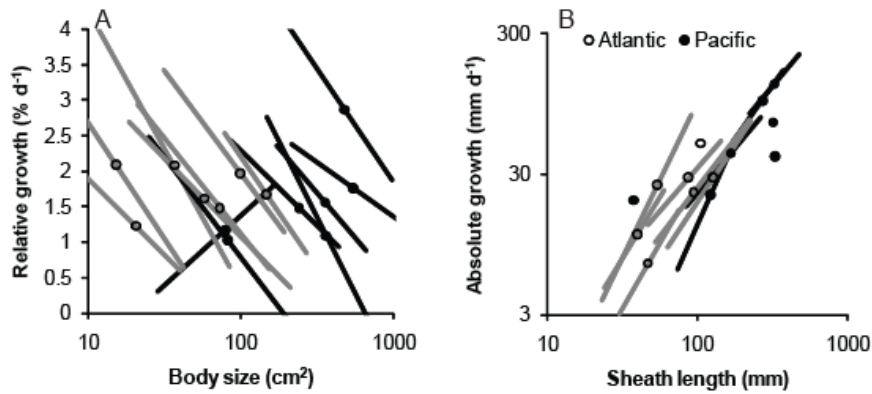 A
4
3.5
3
2.5
2
1.5
1
0.5
0
Relative growth (% d-1)
10
100
1000
Body size (cm²)
B
Atlantic
Pacific
300
30
3
Absolute growth (mm d-1)
10
100
1000
Sheath length (mm)